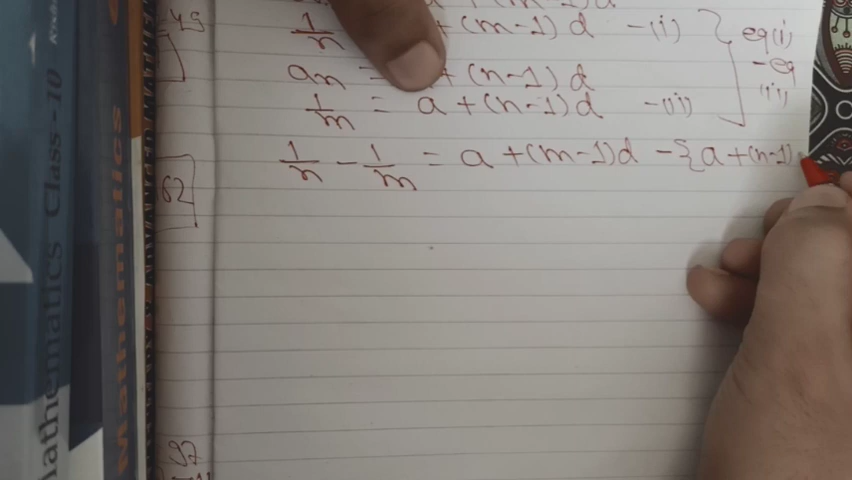 1/n + (m-1)d -(i)
eq(i)
-eq
(ii)
an = a+(n-1)d
1/m = a+(n-1)d -(ii)
1/n - 1/m = a+(m-1)d -{a+(n-1)
45
62
97
Mathematics Class-10
Mathematics